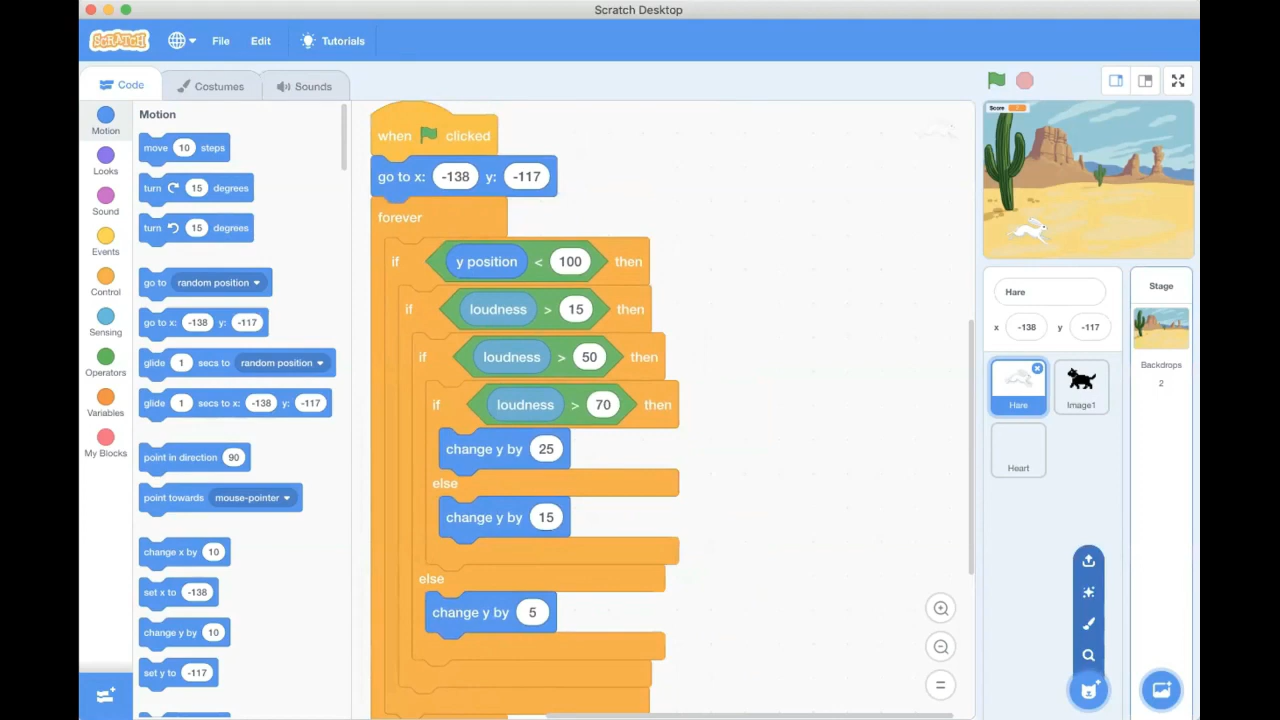 Scratch Desktop
SCRATCH
File
Edit
Tutorials
Code
Costumes
Sounds
Motion
Looks
Sound
Events
Control
Sensing
Operators
Variables
My Blocks
Motion
move 10 steps
turn 15 degrees
turn 15 degrees
go to random position
go to x: -138 y: -117
glide 1 secs to random position
glide 1 secs to x: -138 y: -117
point in direction 90
point towards mouse-pointer
change x by 10
set x to -138
change y by 10
set y to -117
when clicked
go to x: -138 y: -117
forever
if y position < 100 then
if loudness > 15 then
if loudness > 50 then
if loudness > 70 then
change y by 25
else
change y by 15
else
change y by 5
Score
Hare
x -138 y -117
Hare
Image1
Heart
Stage
Backdrops
2